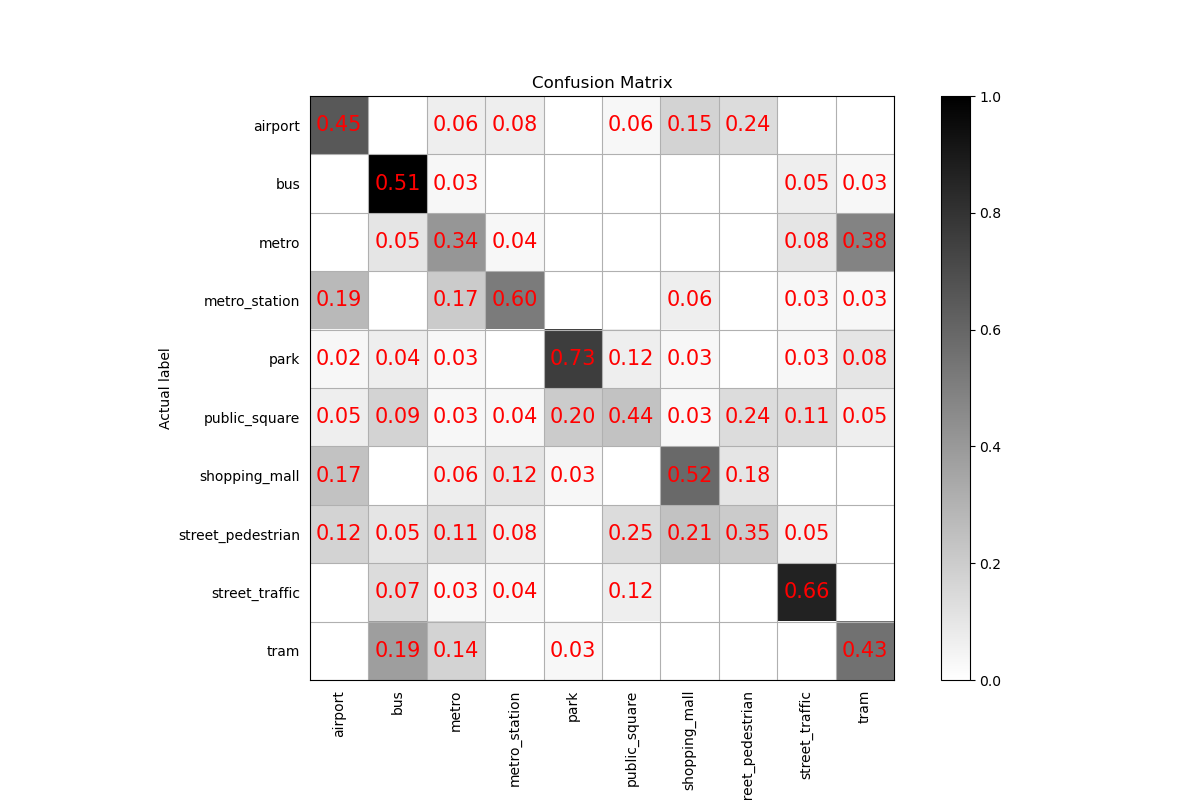 Confusion Matrix
airport 0.45 0.06 0.08 0.06 0.15 0.24
bus 0.51 0.03 0.05 0.03
metro 0.05 0.34 0.04 0.08 0.38
metro_station 0.19 0.17 0.60 0.06 0.03 0.03
park 0.02 0.04 0.03 0.73 0.12 0.03 0.03 0.08
public_square 0.05 0.09 0.03 0.04 0.20 0.44 0.03 0.24 0.11 0.05
shopping_mall 0.17 0.06 0.12 0.03 0.52 0.18
street_pedestrian 0.12 0.05 0.11 0.08 0.25 0.21 0.35 0.05
street_traffic 0.07 0.03 0.04 0.12 0.66
tram 0.19 0.14 0.03 0.43
Actual label
airport
bus
metro
metro_station
park
public_square
shopping_mall
reet_pedestrian
street_traffic
tram
1.0
0.8
0.6
0.4
0.2
0.0